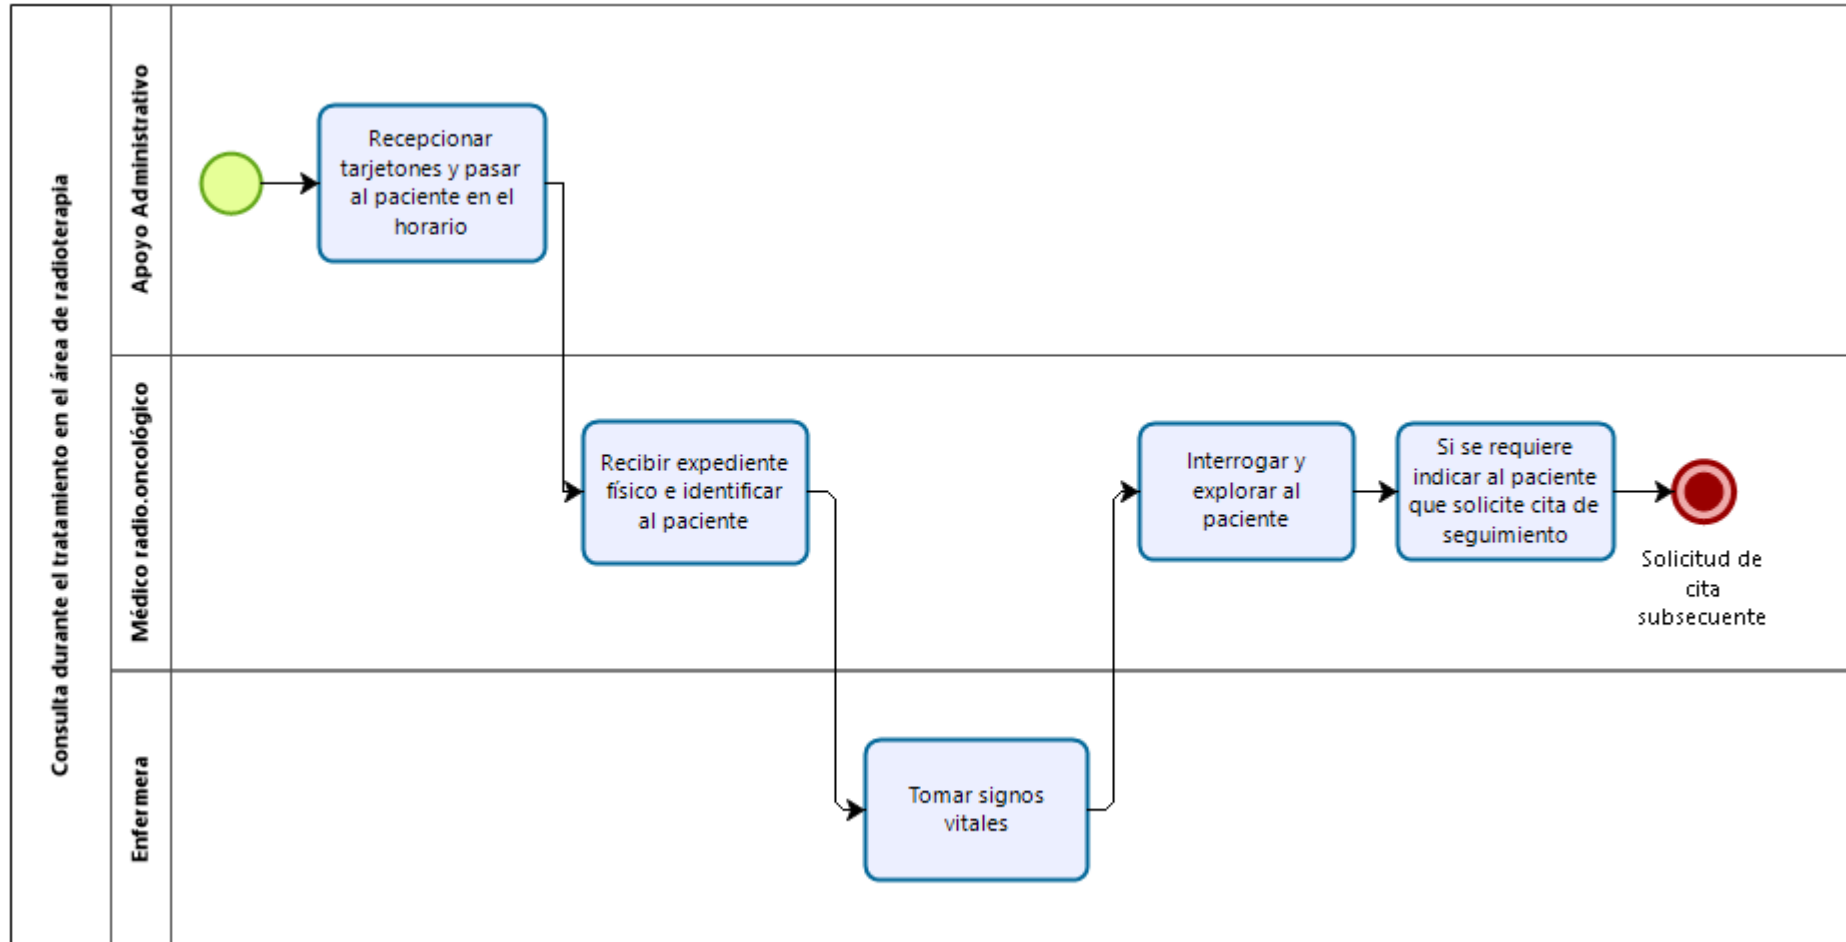 Consulta durante el tratamiento en el área de radioterapia
Apoyo Administrativo
Recepcionar
tarjetones y pasar
al paciente en el
horario
Médico radio.oncológico
Recibir expediente
físico e identificar
al paciente
Interrogar y
explorar al
paciente
Si se requiere
indicar al paciente
que solicite cita de
seguimiento
Solicitud de
cita
subsecuente
Enfermera
Tomar signos
vitales